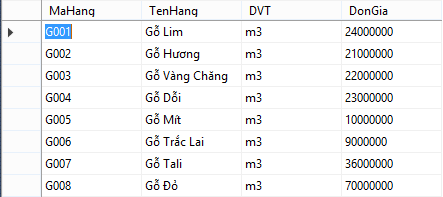 MaHang TenHang DVT DonGia
G001 Gỗ Lim m3 24000000
G002 Gỗ Hương m3 21000000
G003 Gỗ Vàng Chăng m3 22000000
G004 Gỗ Dỗi m3 23000000
G005 Gỗ Mít m3 10000000
G006 Gỗ Trắc Lai m3 9000000
G007 Gỗ Tali m3 36000000
G008 Gỗ Đỏ m3 70000000